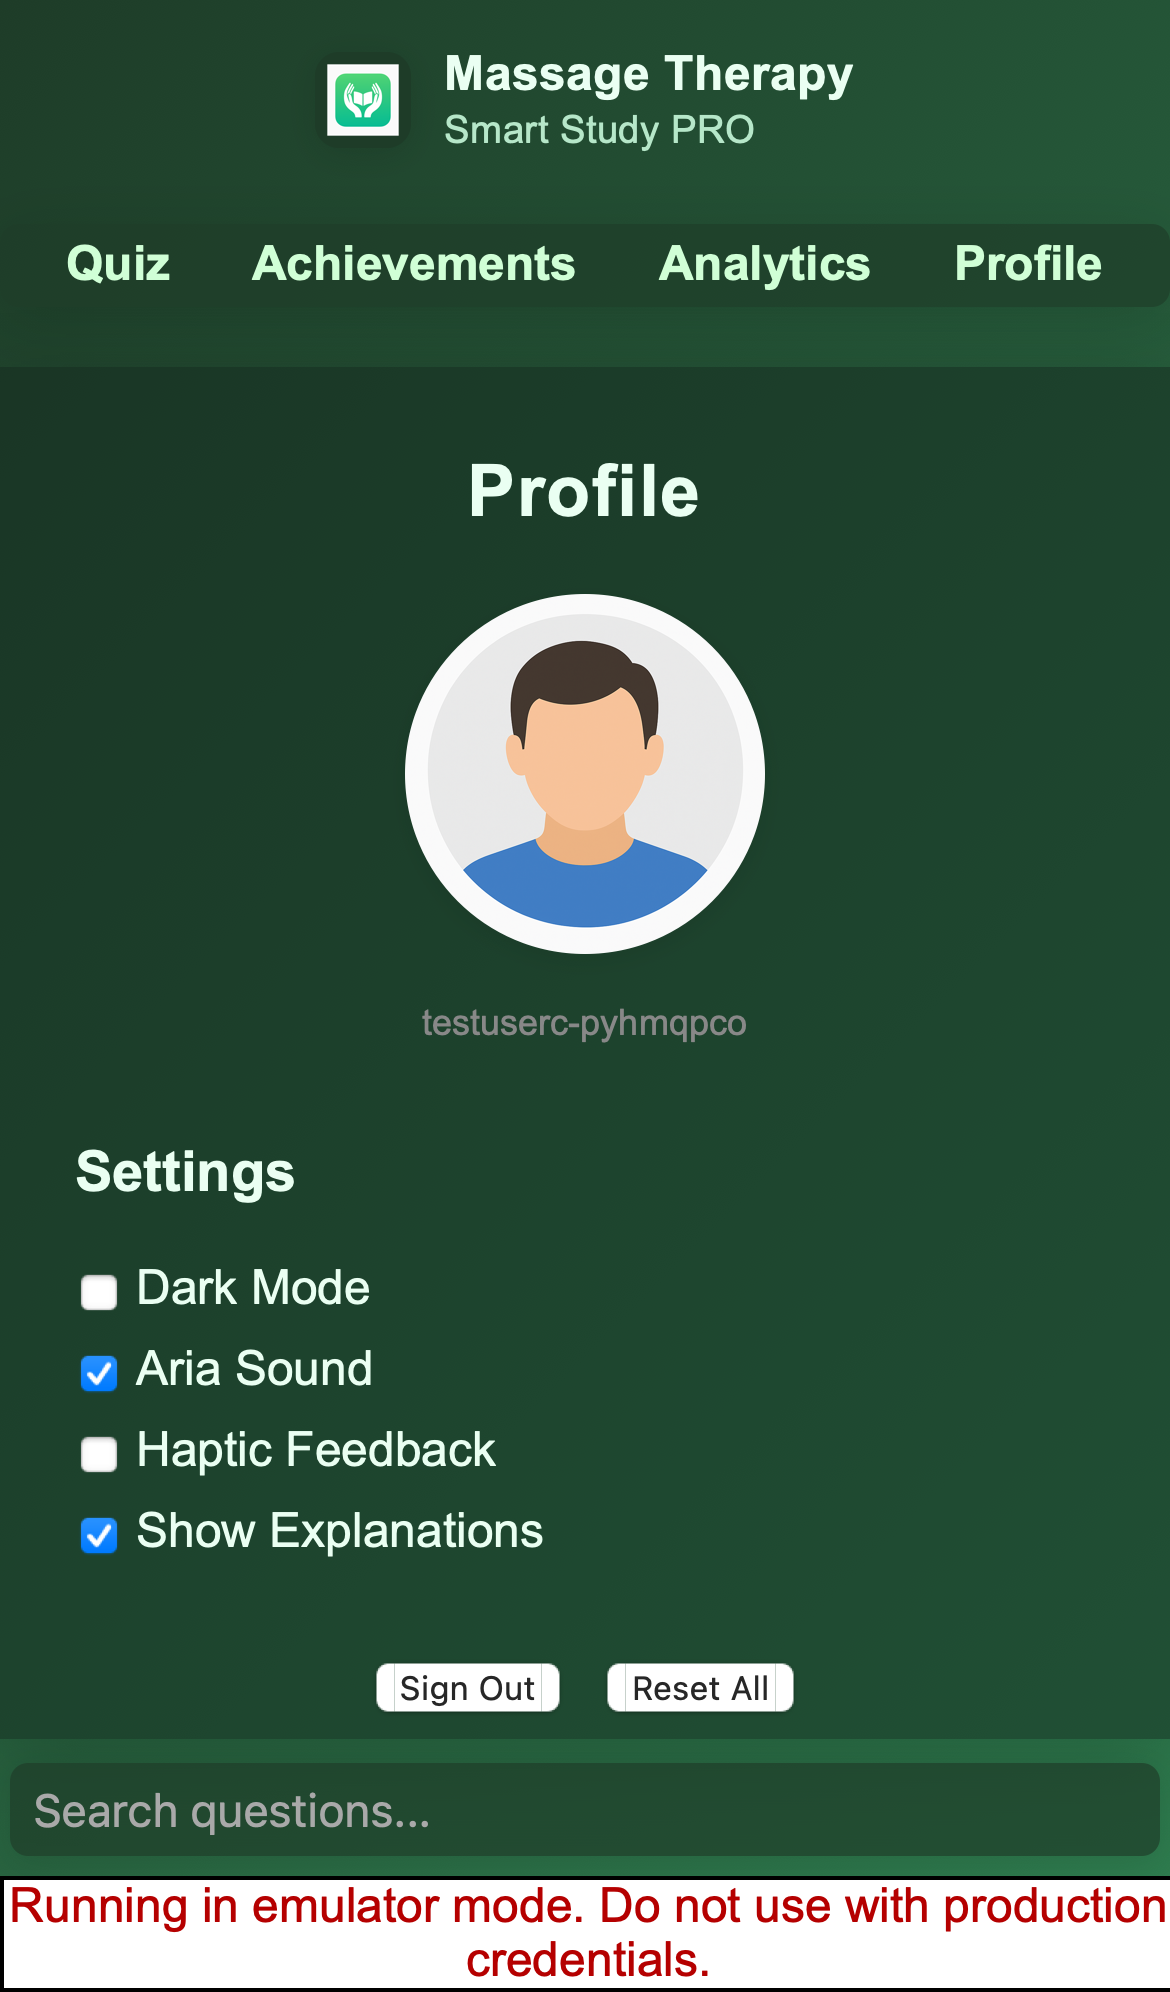 Massage Therapy
Smart Study PRO
Quiz Achievements Analytics Profile
Profile
testuserc-pyhmqpco
Settings
Dark Mode
Aria Sound
Haptic Feedback
Show Explanations
Sign Out Reset All
Search questions...
Running in emulator mode. Do not use with production
credentials.